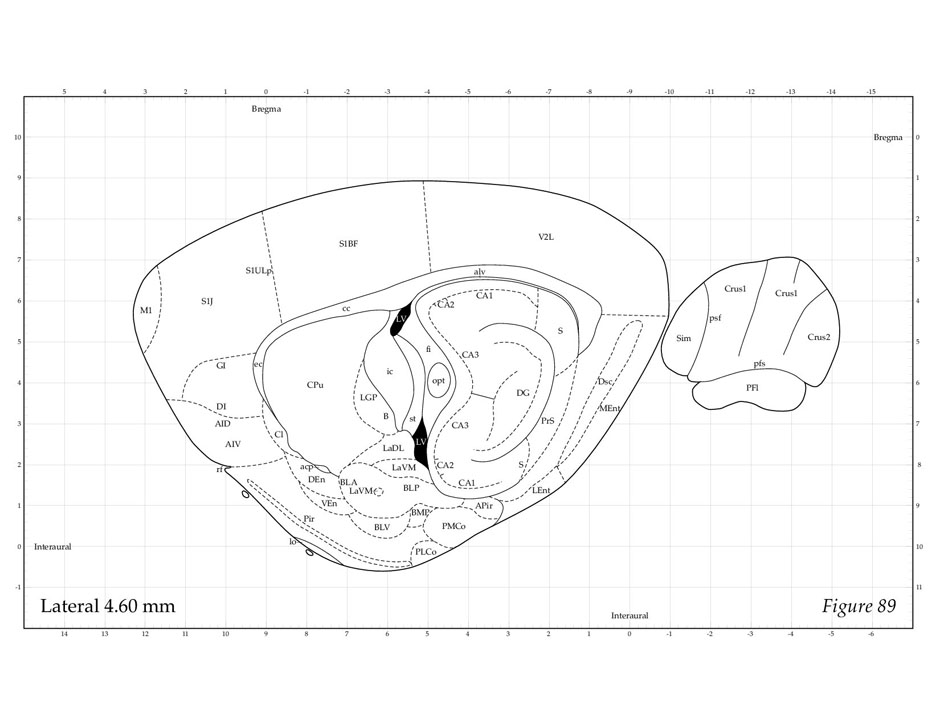 5 4 3 2 1 0 -1 -2 -3 -4 -5 -6 -7 -8 -9 -10 -11 -12 -13 -14 -15
Bregma
10 Bregma 0
9 1
8 2
V2L
S1BF
7 3
S1ULp alv
CA1
6 S1J 4
Crus1 Crus1
CA2
M1 cc LV
psf
S
Sim Crus2
5 fi 5
CA3
GI ec pfs
ic
opt Dsc
4 CPu PFl 6
LGP DG
DI MEnt
B st
3 AID CA3 PrS 7
Cl
AIV LV
LaDL
2 rf acp LaVM CA2 S 8
DEn BLA CA1
LaVM BLP LEnt
1 VEn APir 9
BMP
Pir
BLV PMCo
lo
0 Interaural PLCo 10
-1 11
Lateral 4.60 mm Figure 89
Interaural
14 13 12 11 10 9 8 7 6 5 4 3 2 1 0 -1 -2 -3 -4 -5 -6